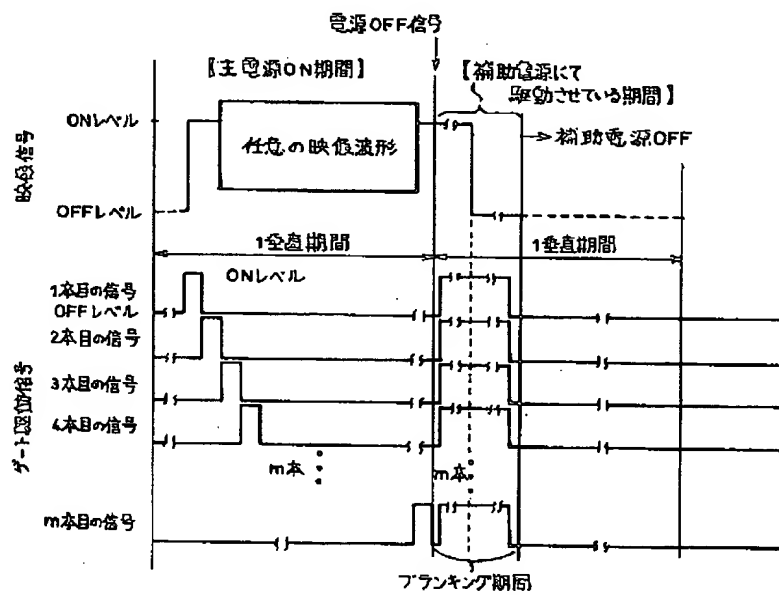 電源OFF信号
【主電源ON期間】
【補助電源にて
駆動させている期間】
ONレベル
任意の映像波形
補助電源OFF
映像信号
OFFレベル
1垂直期間
1垂直期間
ONレベル
1本目の信号
OFFレベル
2本目の信号
3本目の信号
4本目の信号
ゲート電位信号
m本
m本
m本目の信号
ブランキング期間